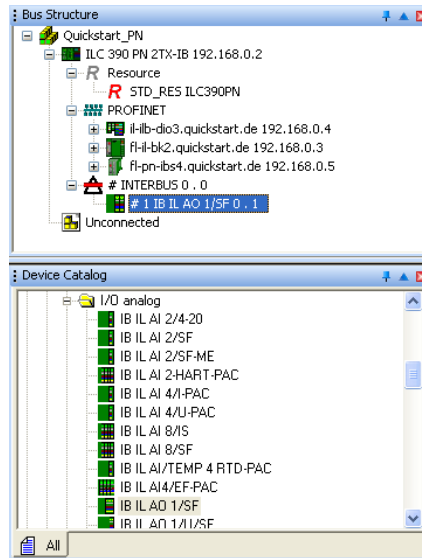 Bus Structure
Quickstart_PN
ILC 390 PN 2TX-IB 192.168.0.2
R Resource
R STD_RES ILC390PN
PROFINET
il-ilb-dio3.quickstart.de 192.168.0.4
fl-il-bk2.quickstart.de 192.168.0.3
fl-pn-ibs4.quickstart.de 192.168.0.5
# INTERBUS 0 . 0
# 1 IB IL AO 1/SF 0 . 1
Unconnected
Device Catalog
I/O analog
IB IL AI 2/4-20
IB IL AI 2/SF
IB IL AI 2/SF-ME
IB IL AI 2-HART-PAC
IB IL AI 4/I-PAC
IB IL AI 4/U-PAC
IB IL AI 8/IS
IB IL AI 8/SF
IB IL AI/TEMP 4 RTD-PAC
IB IL AI4/EF-PAC
IB IL AO 1/SF
IB IL AO 1/U/SF
All